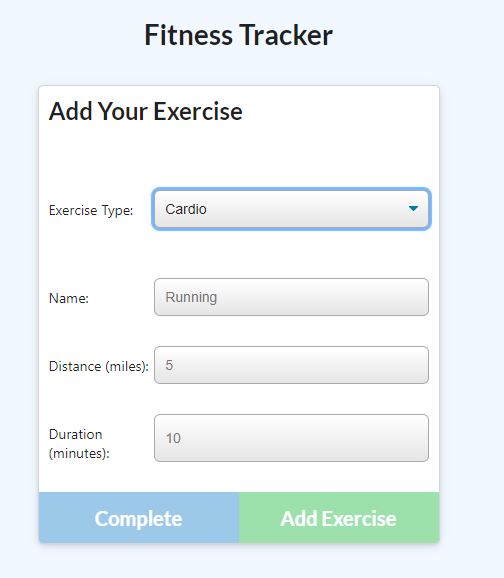 Fitness Tracker
Add Your Exercise
Exercise Type: Cardio
Name: Running
Distance (miles): 5
Duration
(minutes): 10
Complete Add Exercise